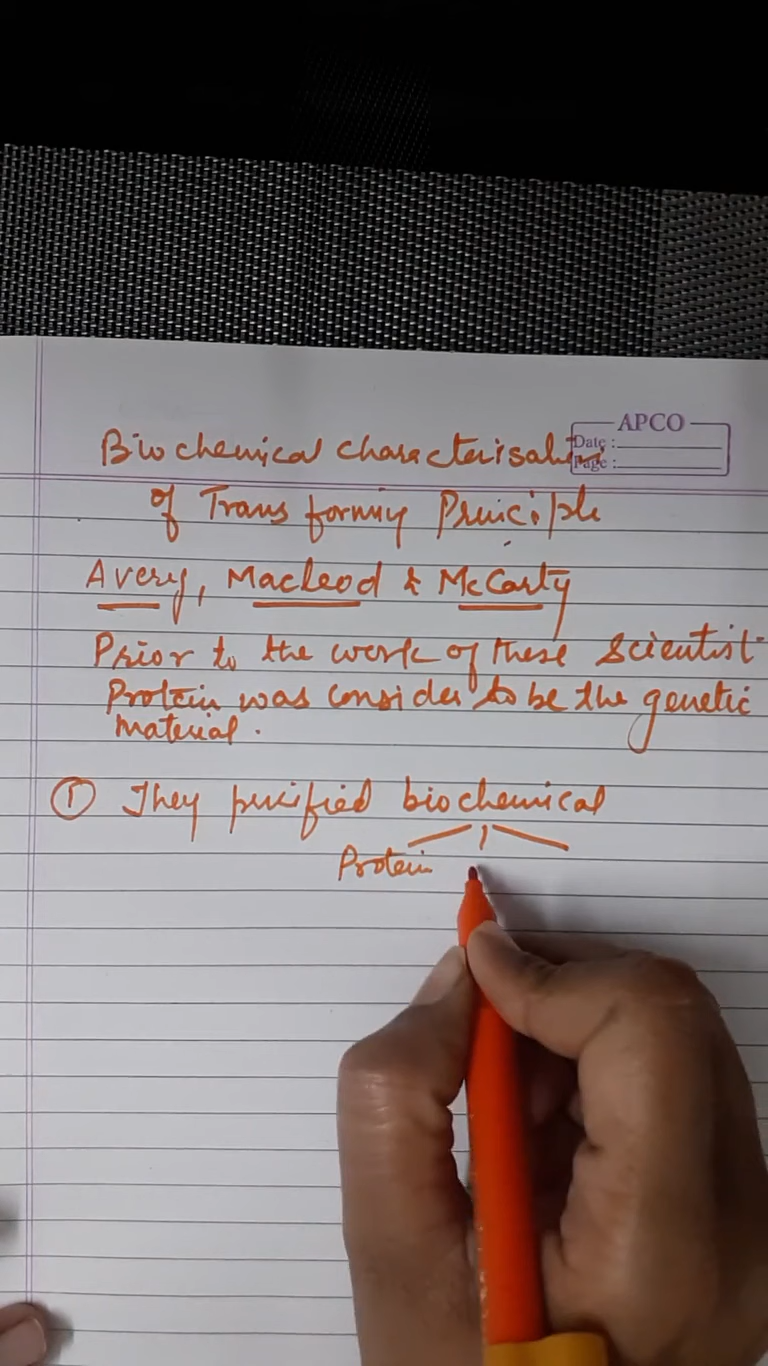 APCO
Date :
Page :
Biochemical characterisation
of Transforming Principle
Avery, Macleod & McCarty
Prior to the work of these scientist
Protein was consider to be the genetic
material.
① They purified biochemical
Protein